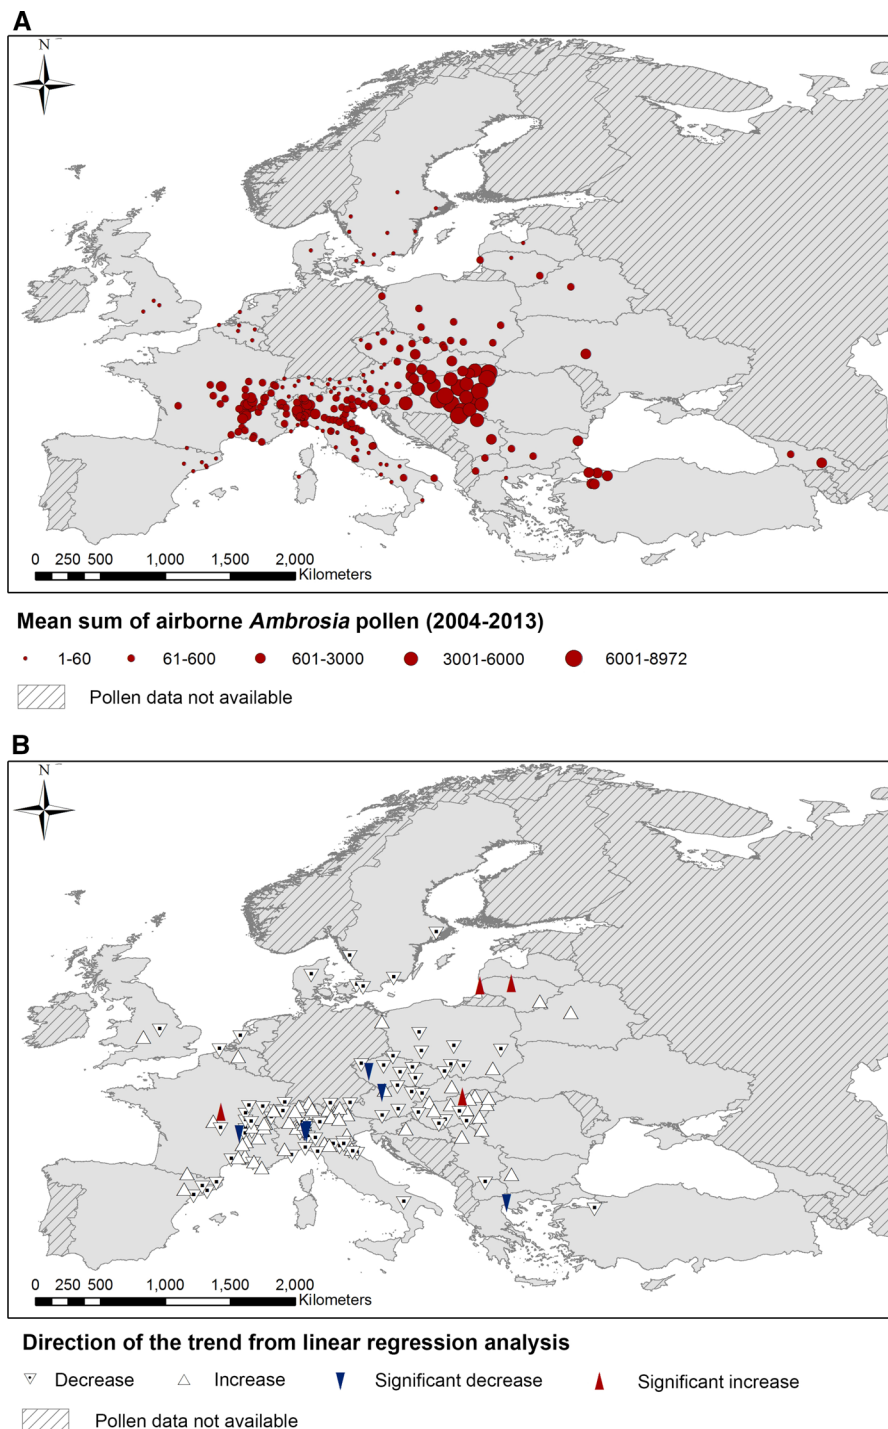 A
N
0 250 500 1,000 1,500 2,000
Kilometers
Mean sum of airborne Ambrosia pollen (2004-2013)
1-60 61-600 601-3000 3001-6000 6001-8972
Pollen data not available
B
N
0 250 500 1,000 1,500 2,000
Kilometers
Direction of the trend from linear regression analysis
Decrease Increase Significant decrease Significant increase
Pollen data not available